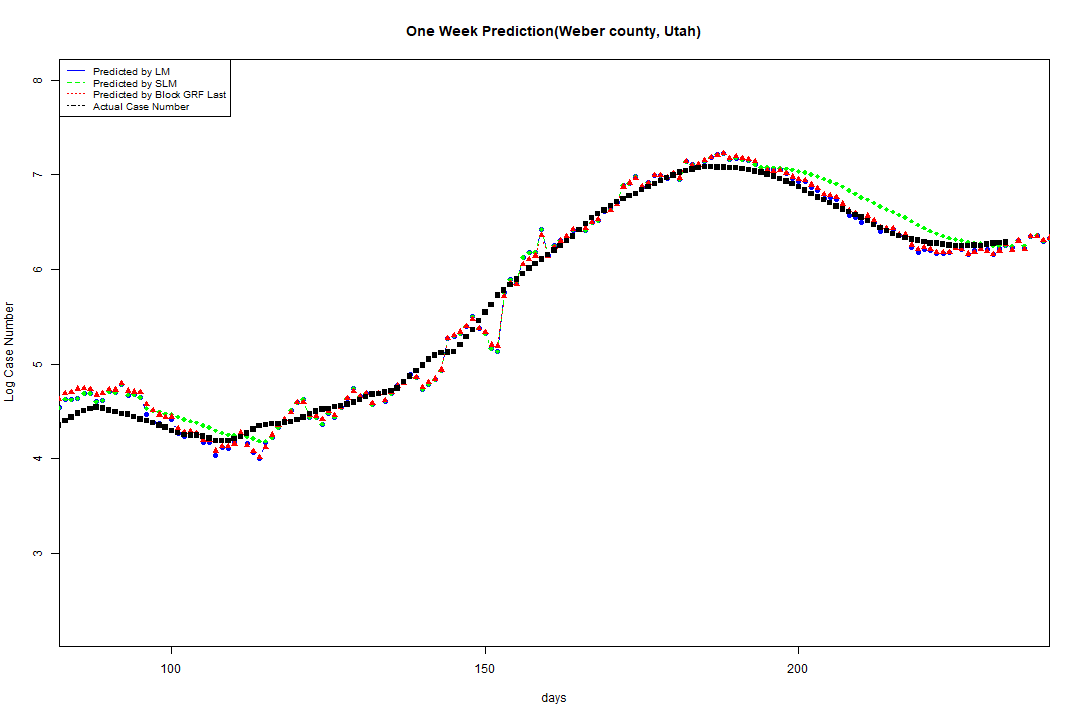 One Week Prediction(Weber county, Utah)
Predicted by LM
Predicted by SLM
Predicted by Block GRF Last
Actual Case Number
8
7
6
5
4
3
Log Case Number
100 150 200
days